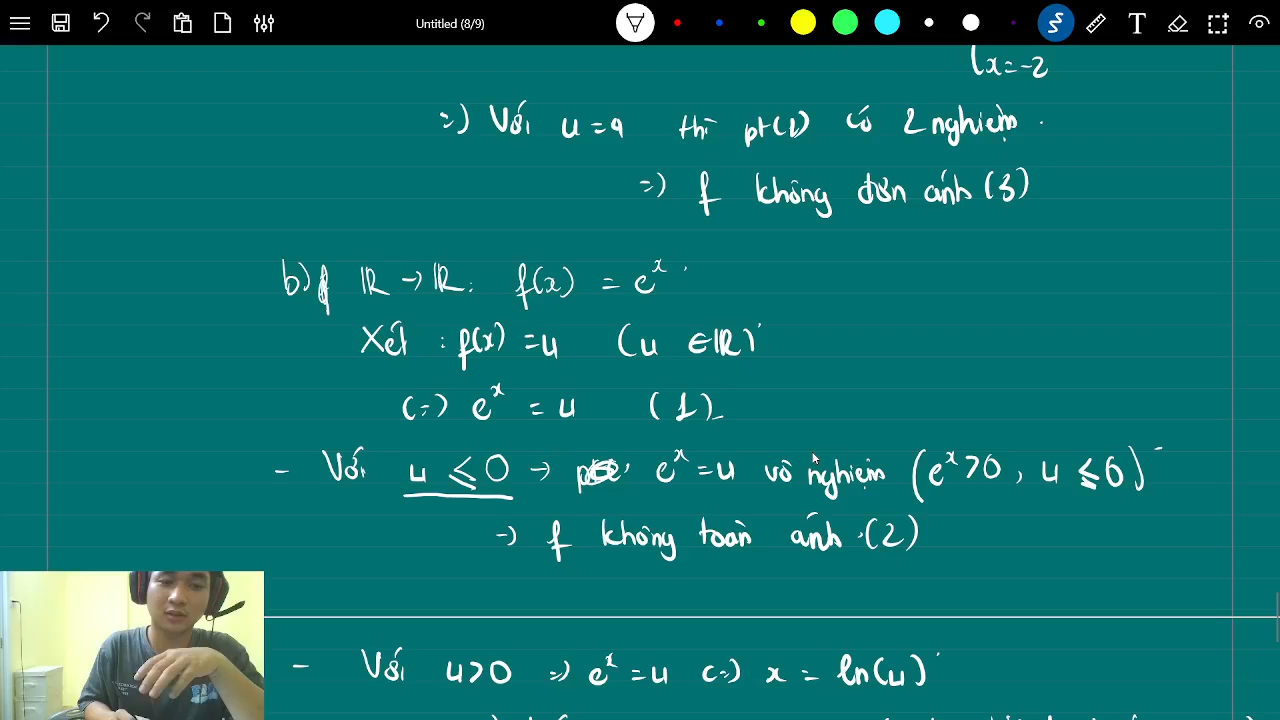 Untitled (8/9)
x=-2
=) Với u = 9 thì pt(1) có 2 nghiệm.
=) f không đơn ánh (3)
b) f R → R: f(x) = e^x
Xét: f(x) = u (u ∈ R)
(=) e^x = u (1)
- Với u ≤ 0 → e^x = u vô nghiệm (e^x > 0, u ≤ 0)
→ f không toàn ánh. (2)
- Với u > 0 =) e^x = u (=) x = ln(u)